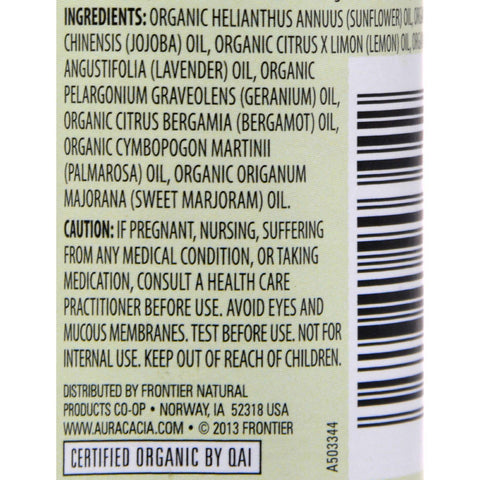 INGREDIENTS: ORGANIC HELIANTHUS ANNUUS (SUNFLOWER) OIL,
CHINENSIS (JOJOBA) OIL, ORGANIC CITRUS X LIMON (LEMON) OIL,
ANGUSTIFOLIA (LAVENDER) OIL, ORGANIC
PELARGONIUM GRAVEOLENS (GERANIUM) OIL,
ORGANIC CITRUS BERGAMIA (BERGAMOT) OIL,
ORGANIC CYMBOPOGON MARTINII
(PALMAROSA) OIL, ORGANIC ORIGANUM
MAJORANA (SWEET MARJORAM) OIL.
CAUTION: IF PREGNANT, NURSING, SUFFERING
FROM ANY MEDICAL CONDITION, OR TAKING
MEDICATION, CONSULT A HEALTH CARE
PRACTITIONER BEFORE USE. AVOID EYES AND
MUCOUS MEMBRANES. TEST BEFORE USE. NOT FOR
INTERNAL USE. KEEP OUT OF REACH OF CHILDREN.
DISTRIBUTED BY FRONTIER NATURAL
PRODUCTS CO-OP • NORWAY, IA 52318 USA
WWW.AURACACIA.COM • © 2013 FRONTIER
CERTIFIED ORGANIC BY QAI
A503344